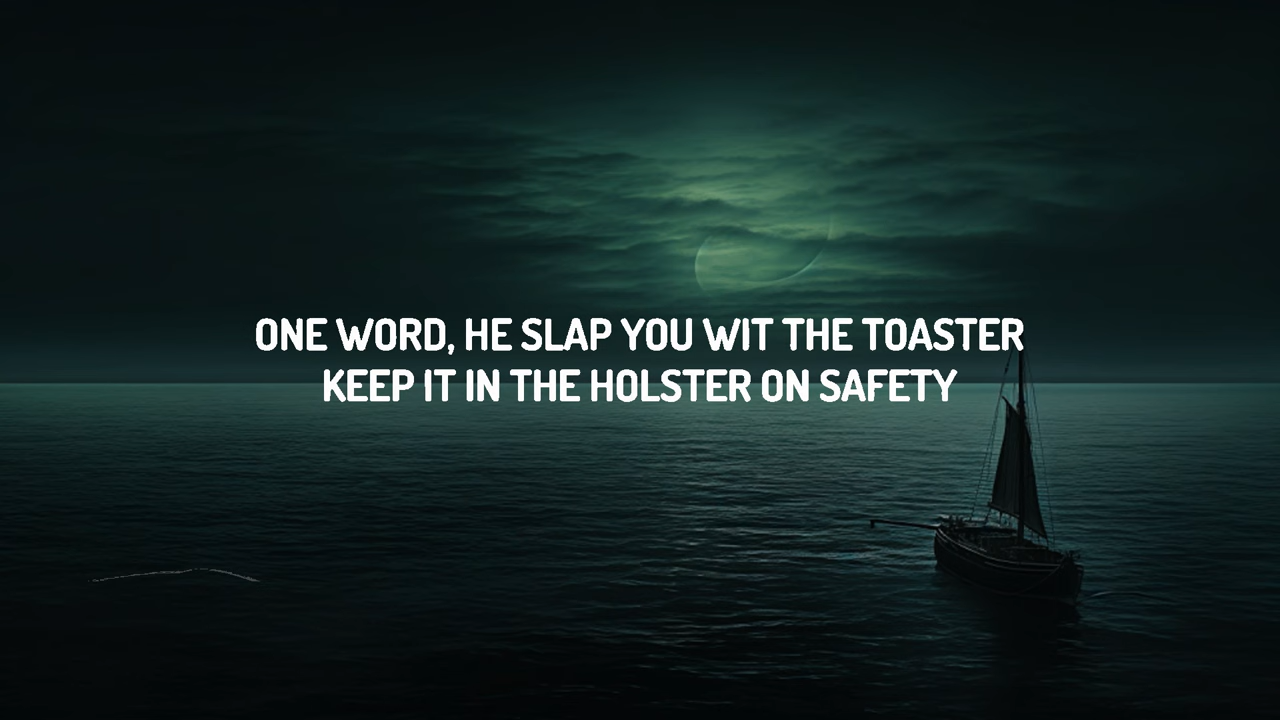 ONE WORD, HE SLAP YOU WIT THE TOASTER
KEEP IT IN THE HOLSTER ON SAFETY